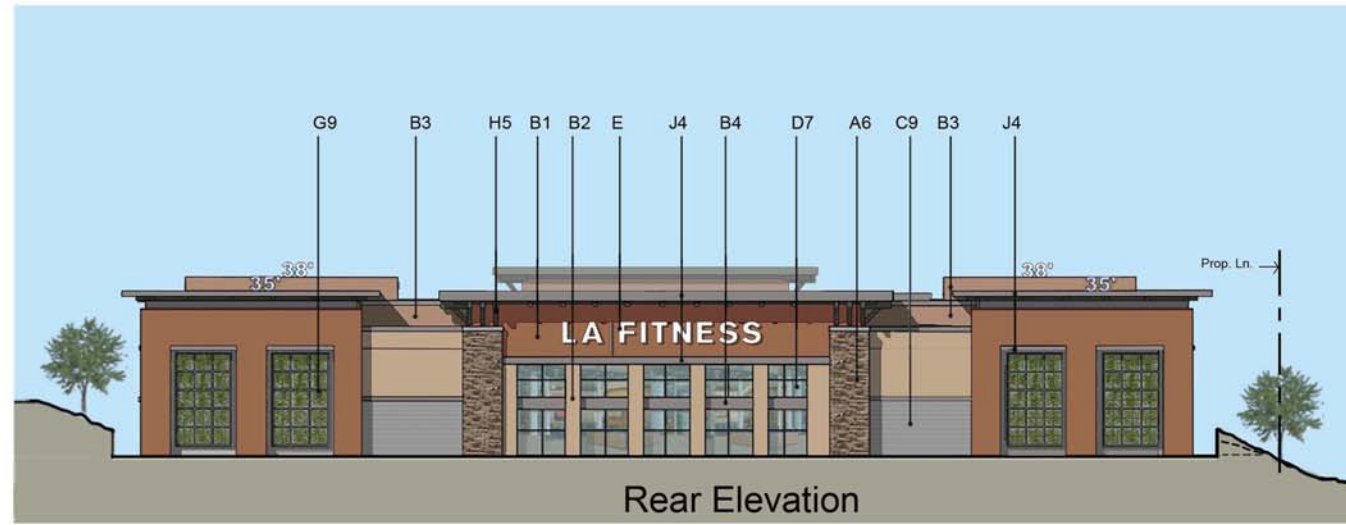 G9 B3 H5 B1 B2 E J4 B4 D7 A6 C9 B3 J4
Prop. Ln.
38' 38'
35' 35'
LA FITNESS
Rear Elevation